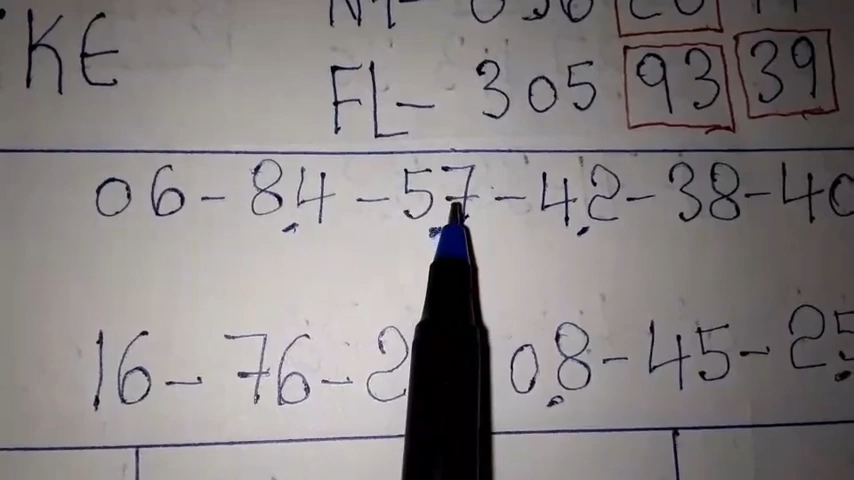 KE
FL- 305 93 39
06 - 84 - 57 - 42 - 38 - 40
16 - 76 - 2 08 - 45 - 25